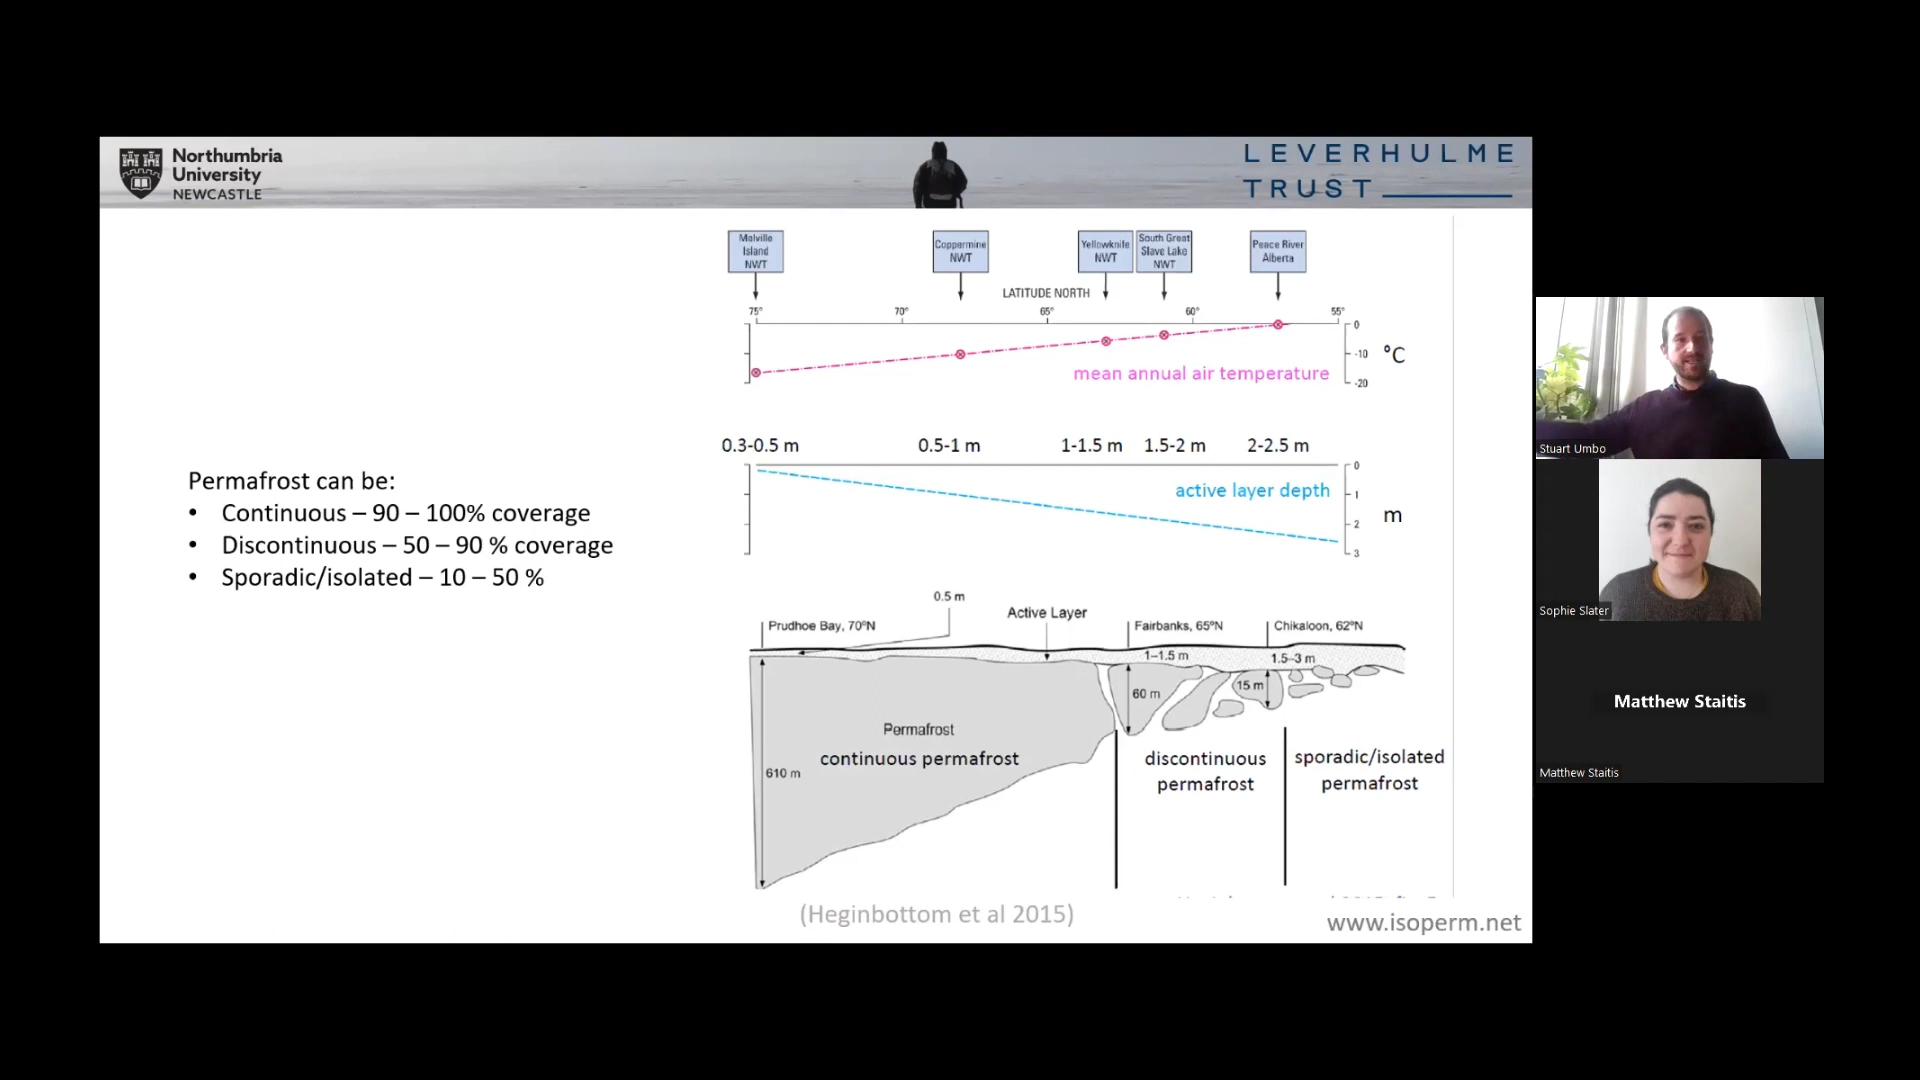 Northumbria
University
NEWCASTLE
LEVERHULME
TRUST
Melville
Island
NWT
Coppermine
NWT
Yellowknife
NWT
South Great
Slave Lake
NWT
Peace River
Alberta
LATITUDE NORTH
75°
70°
65°
60°
55°
0
-10
-20
°C
mean annual air temperature
0.3-0.5 m
0.5-1 m
1-1.5 m
1.5-2 m
2-2.5 m
0
1
2
3
m
active layer depth
Permafrost can be:
• Continuous – 90 – 100% coverage
• Discontinuous – 50 – 90 % coverage
• Sporadic/isolated – 10 – 50 %
0.5 m
Active Layer
Prudhoe Bay, 70ºN
Fairbanks, 65ºN
Chikaloon, 62ºN
1–1.5 m
1.5–3 m
60 m
15 m
Permafrost
continuous permafrost
610 m
discontinuous
permafrost
sporadic/isolated
permafrost
(Heginbottom et al 2015)
www.isoperm.net
Stuart Umbo
Sophie Slater
Matthew Staitis
Matthew Staitis